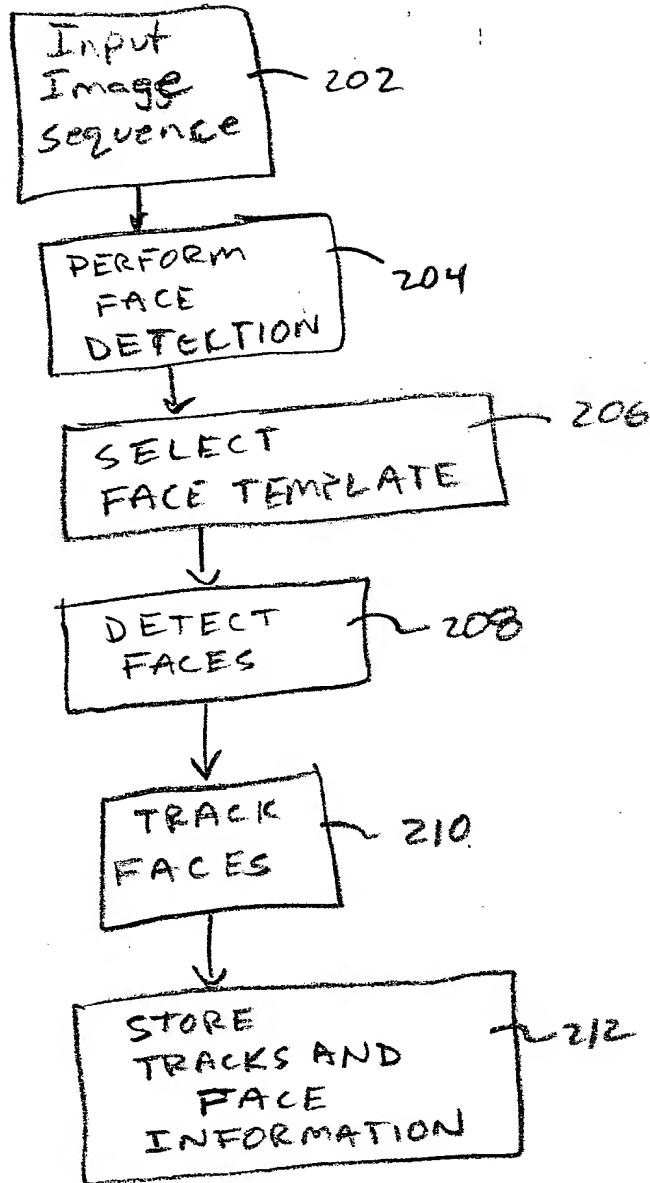 Input
Image
Sequence
202
PERFORM
FACE
DETECTION
204
SELECT
FACE TEMPLATE
206
DETECT
FACES
208
TRACK
FACES
210
STORE
TRACKS AND
FACE
INFORMATION
212